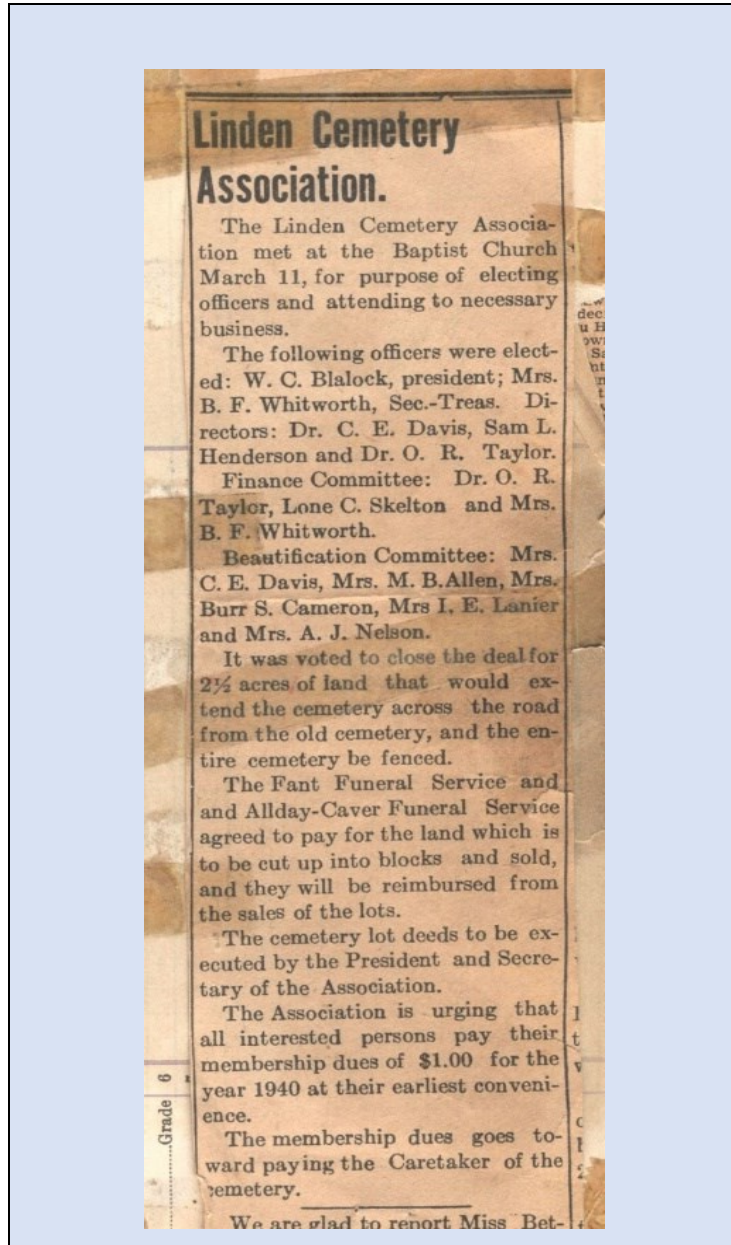 Linden Cemetery
Association.
The Linden Cemetery Associa-
tion met at the Baptist Church
March 11, for purpose of electing
officers and attending to necessary
business.
The following officers were elect-
ed: W. C. Blalock, president; Mrs.
B. F. Whitworth, Sec.-Treas. Di-
rectors: Dr. C. E. Davis, Sam L.
Henderson and Dr. O. R. Taylor.
Finance Committee: Dr. O. R.
Taylor, Lone C. Skelton and Mrs.
B. F. Whitworth.
Beautification Committee: Mrs.
C. E. Davis, Mrs. M. B.Allen, Mrs.
Burr S. Cameron, Mrs I. E. Lanier
and Mrs. A. J. Nelson.
It was voted to close the deal for
2½ acres of land that would ex-
tend the cemetery across the road
from the old cemetery, and the en-
tire cemetery be fenced.
The Fant Funeral Service and
and Allday-Caver Funeral Service
agreed to pay for the land which is
to be cut up into blocks and sold,
and they will be reimbursed from
the sales of the lots.
The cemetery lot deeds to be ex-
ecuted by the President and Secre-
tary of the Association.
The Association is urging that
all interested persons pay their
membership dues of $1.00 for the
year 1940 at their earliest conveni-
ence.
The membership dues goes to-
ward paying the Caretaker of the
cemetery.
We are glad to report Miss Bet-
Grade 6